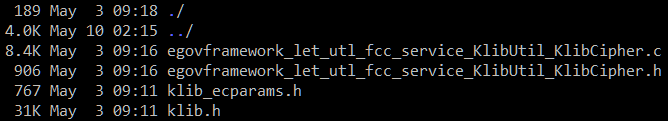 189 May 3 09:18 ./
4.0K May 10 02:15 ../
8.4K May 3 09:16 egovframework_let_utl_fcc_service_KlibUtil_KlibCipher.c
906 May 3 09:16 egovframework_let_utl_fcc_service_KlibUtil_KlibCipher.h
767 May 3 09:11 klib_ecparams.h
31K May 3 09:11 klib.h